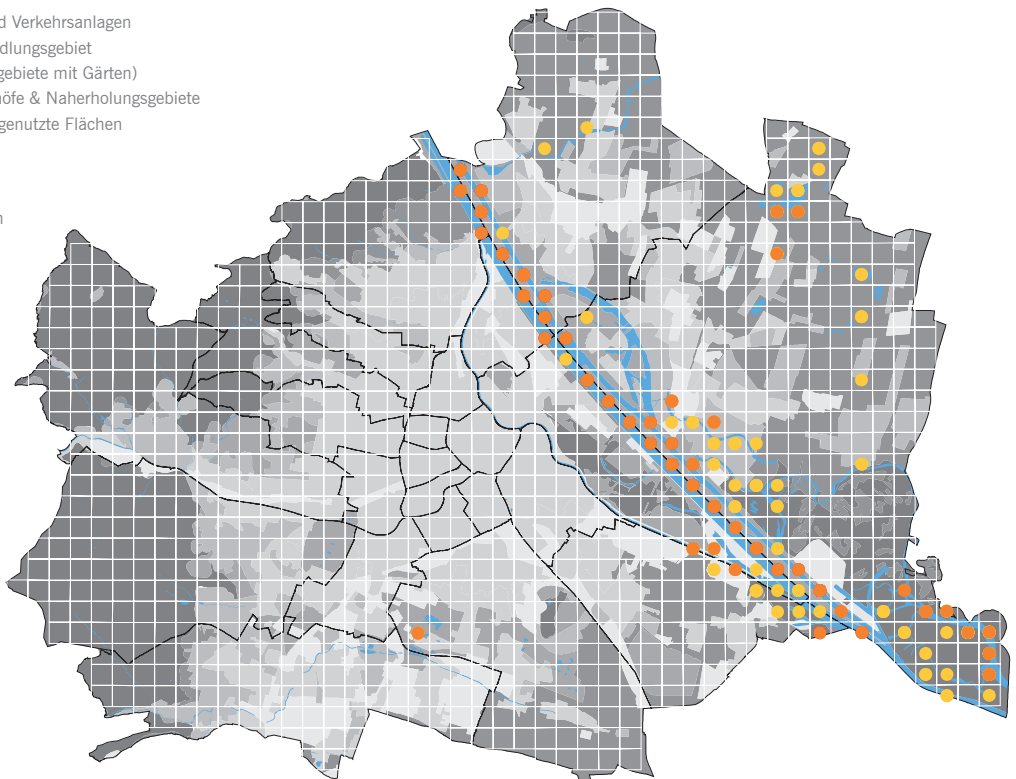 d Verkehrsanlagen
dlungsgebiet
gebiete mit Gärten)
öfe & Naherholungsgebiete
genutzte Flächen
n